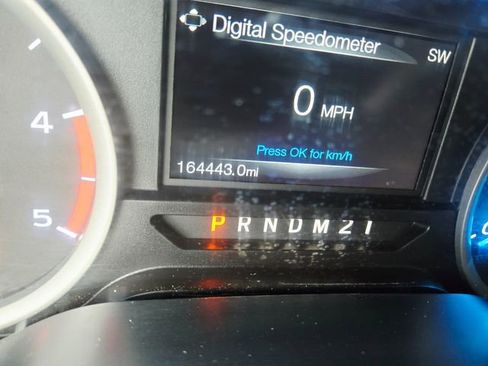 Digital Speedometer
SW
4
0 MPH
Press OK for km/h
164443.0mi
5
P R N D M 2 1